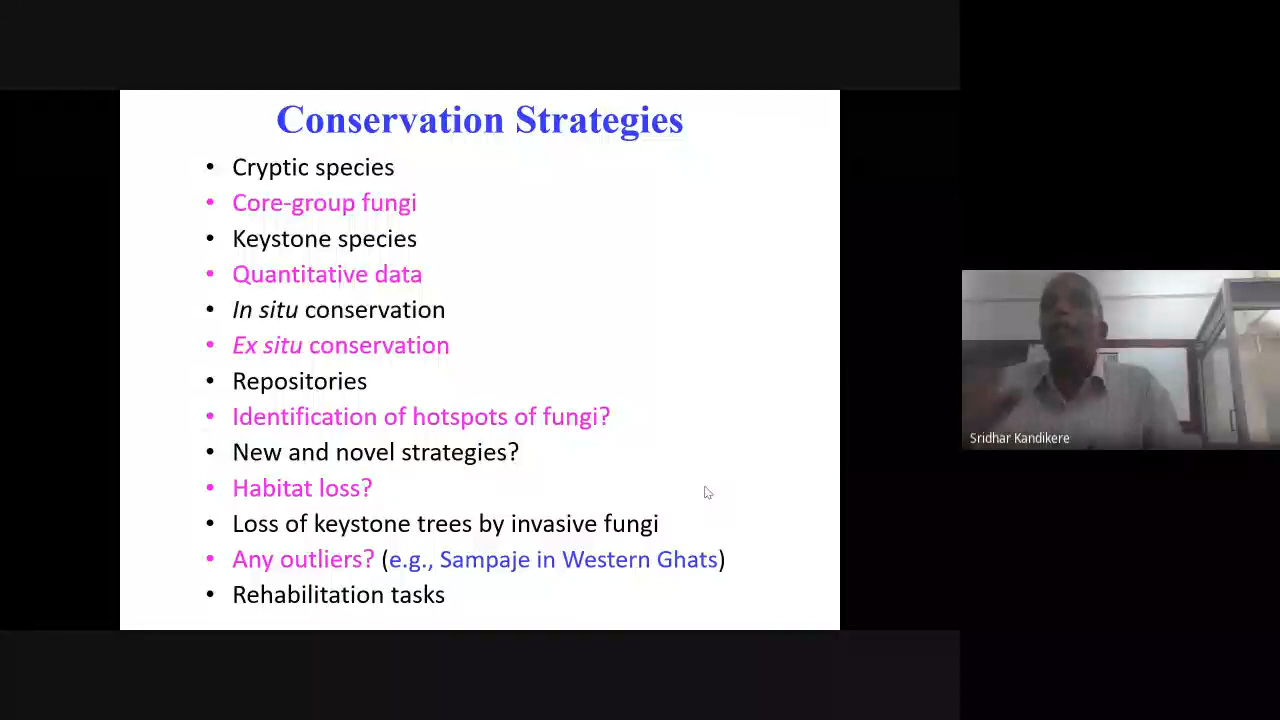 Conservation Strategies
• Cryptic species
• Core-group fungi
• Keystone species
• Quantitative data
• In situ conservation
• Ex situ conservation
• Repositories
• Identification of hotspots of fungi?
• New and novel strategies?
• Habitat loss?
• Loss of keystone trees by invasive fungi
• Any outliers? (e.g., Sampaje in Western Ghats)
• Rehabilitation tasks
Sridhar Kandikere